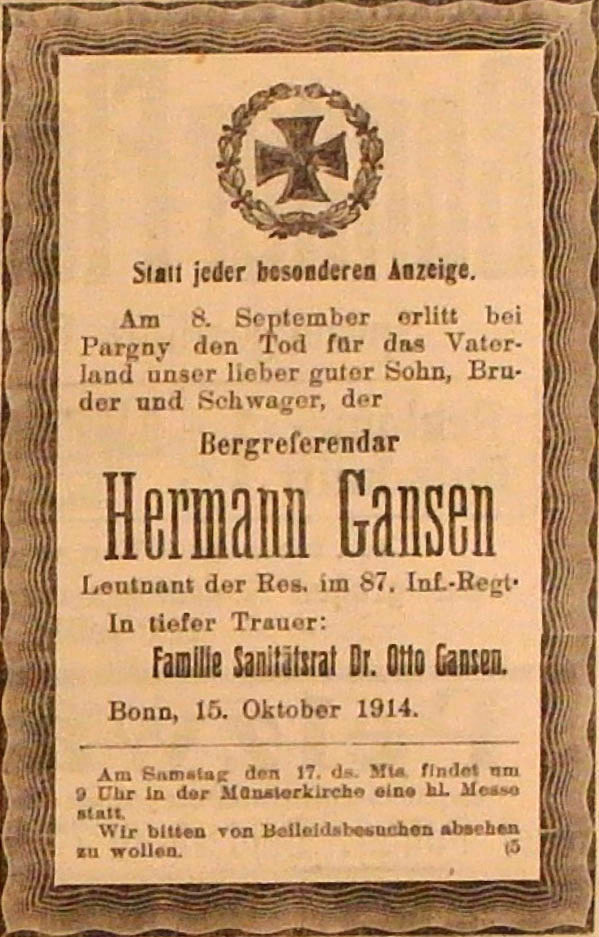 Statt jeder besonderen Anzeige.
Am 8. September erlitt bei
Pargny den Tod für das Vater-
land unser lieber guter Sohn, Bru-
der und Schwager, der
Bergreferendar
Hermann Gansen
Leutnant der Res. im 87. Inf.-Regt.
In tiefer Trauer:
Familie Sanitätsrat Dr. Otto Gansen.
Bonn, 15. Oktober 1914.
Am Samstag den 17. ds. Mts. findet um
9 Uhr in der Münsterkirche eine hl. Messe
statt.
Wir bitten von Beileidsbesuchen absehen
zu wollen. (5